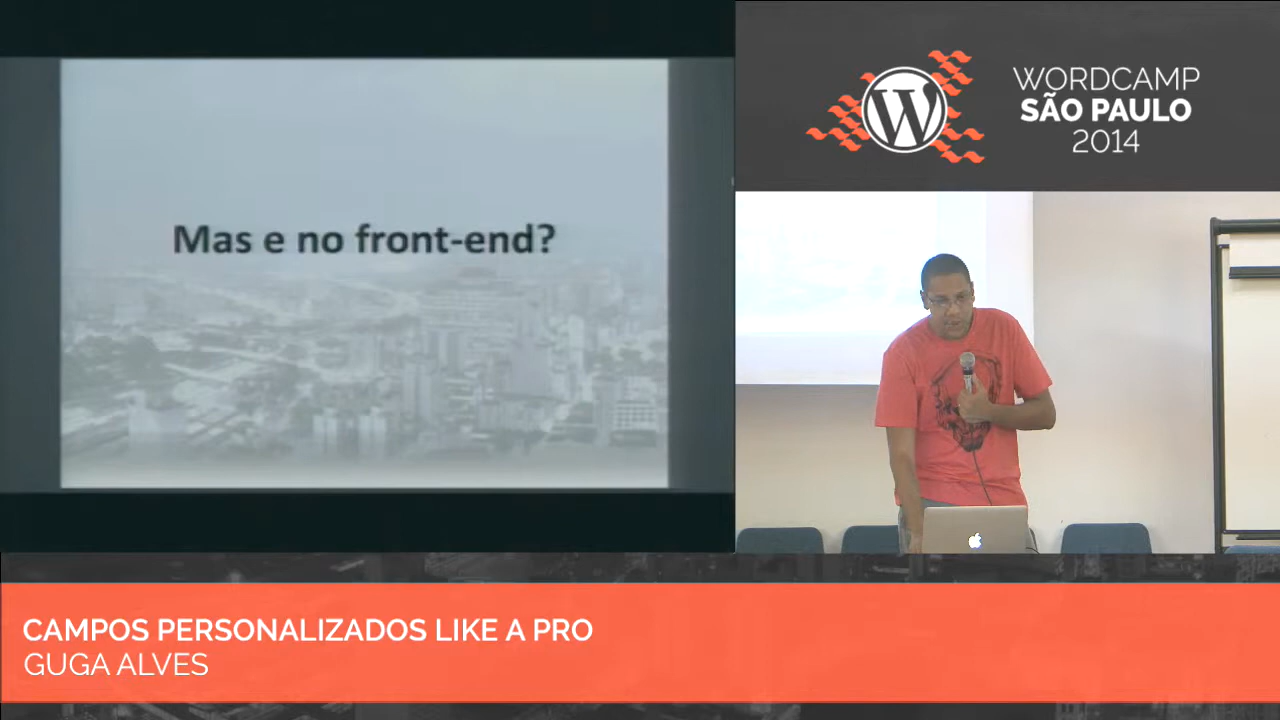 Mas e no front-end?
WORDCAMP
SÃO PAULO
2014
CAMPOS PERSONALIZADOS LIKE A PRO
GUGA ALVES